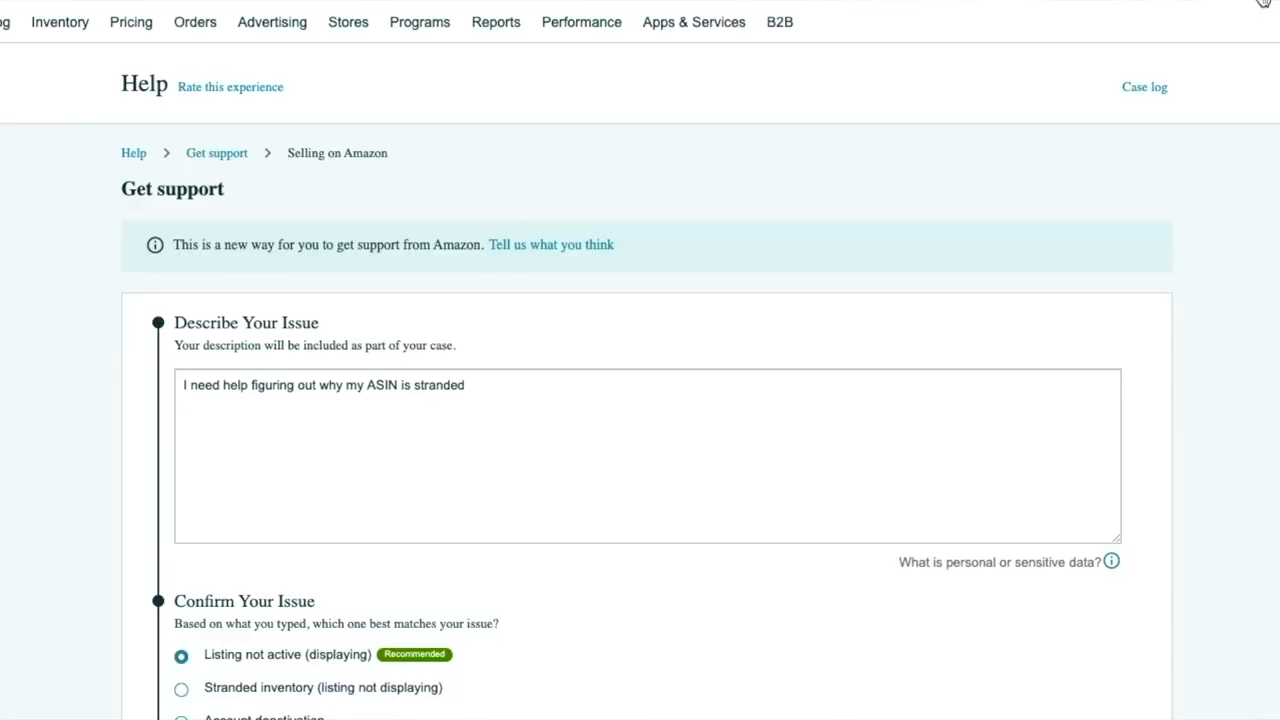 og Inventory Pricing Orders Advertising Stores Programs Reports Performance Apps & Services B2B
Help Rate this experience Case log
Help > Get support > Selling on Amazon
Get support
This is a new way for you to get support from Amazon. Tell us what you think
Describe Your Issue
Your description will be included as part of your case.
I need help figuring out why my ASIN is stranded
What is personal or sensitive data?
Confirm Your Issue
Based on what you typed, which one best matches your issue?
Listing not active (displaying) Recommended
Stranded inventory (listing not displaying)
Account deactivation